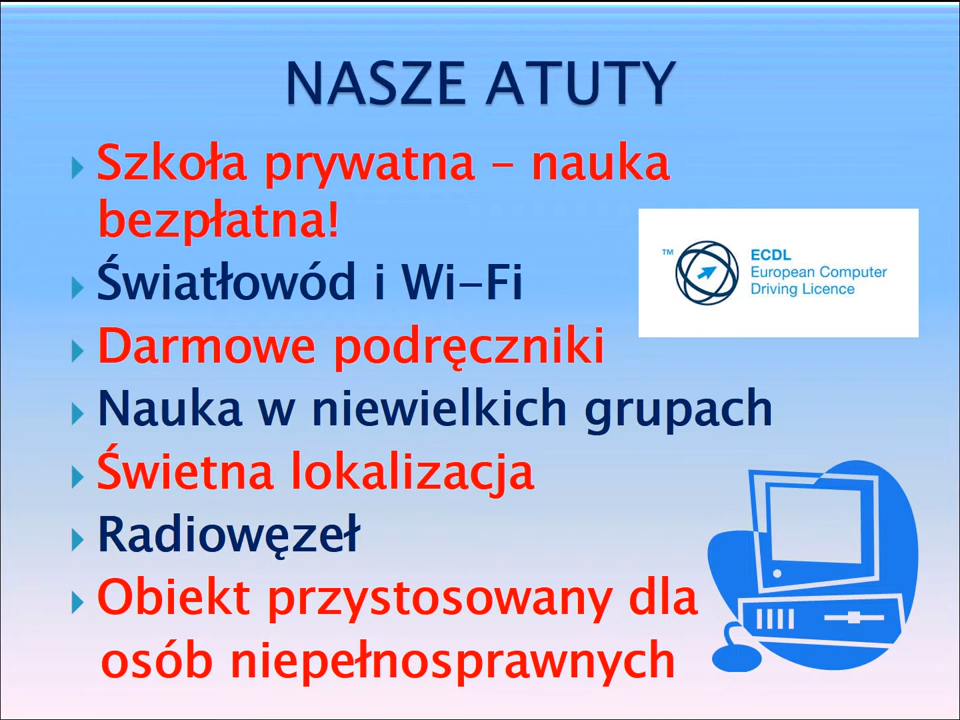 NASZE ATUTY
Szkoła prywatna – nauka
bezpłatna!
Światłowód i Wi-Fi
Darmowe podręczniki
Nauka w niewielkich grupach
Świetna lokalizacja
Radiowęzeł
Obiekt przystosowany dla
osób niepełnosprawnych
™ ECDL
European Computer
Driving Licence